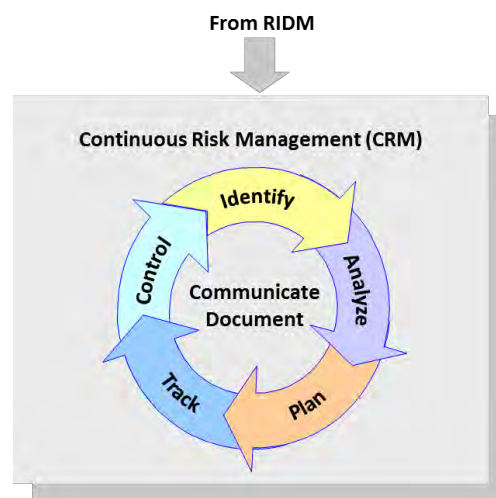 From RIDM
Continuous Risk Management (CRM)
Identify
Analyze
Plan
Track
Control
Communicate
Document